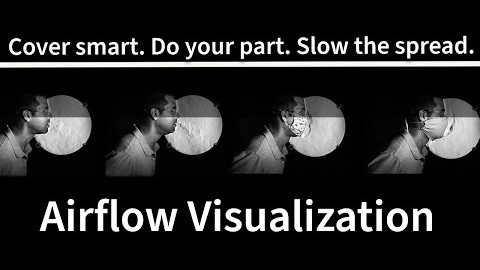 Cover smart. Do your part. Slow the spread.
Airflow Visualization